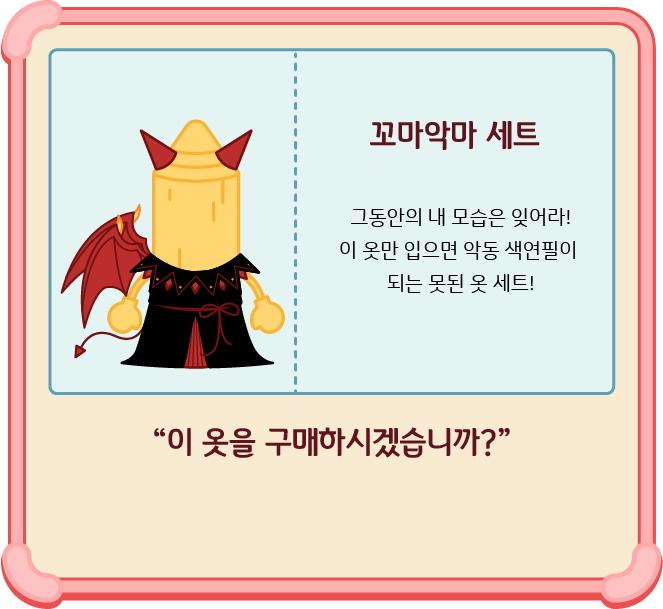 꼬마악마 세트
그동안의 내 모습은 잊어라!
이 옷만 입으면 악동 색연필이
되는 못된 옷 세트!
“이 옷을 구매하시겠습니까?”